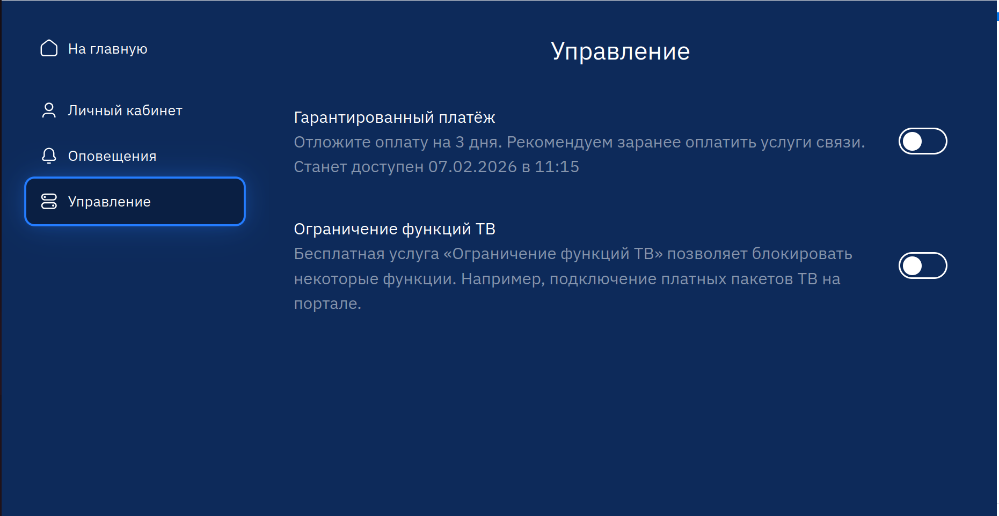 На главную
Личный кабинет
Оповещения
Управление
Управление
Гарантированный платёж
Отложите оплату на 3 дня. Рекомендуем заранее оплатить услуги связи.
Станет доступен 07.02.2026 в 11:15
Ограничение функций ТВ
Бесплатная услуга «Ограничение функций ТВ» позволяет блокировать
некоторые функции. Например, подключение платных пакетов ТВ на
портале.